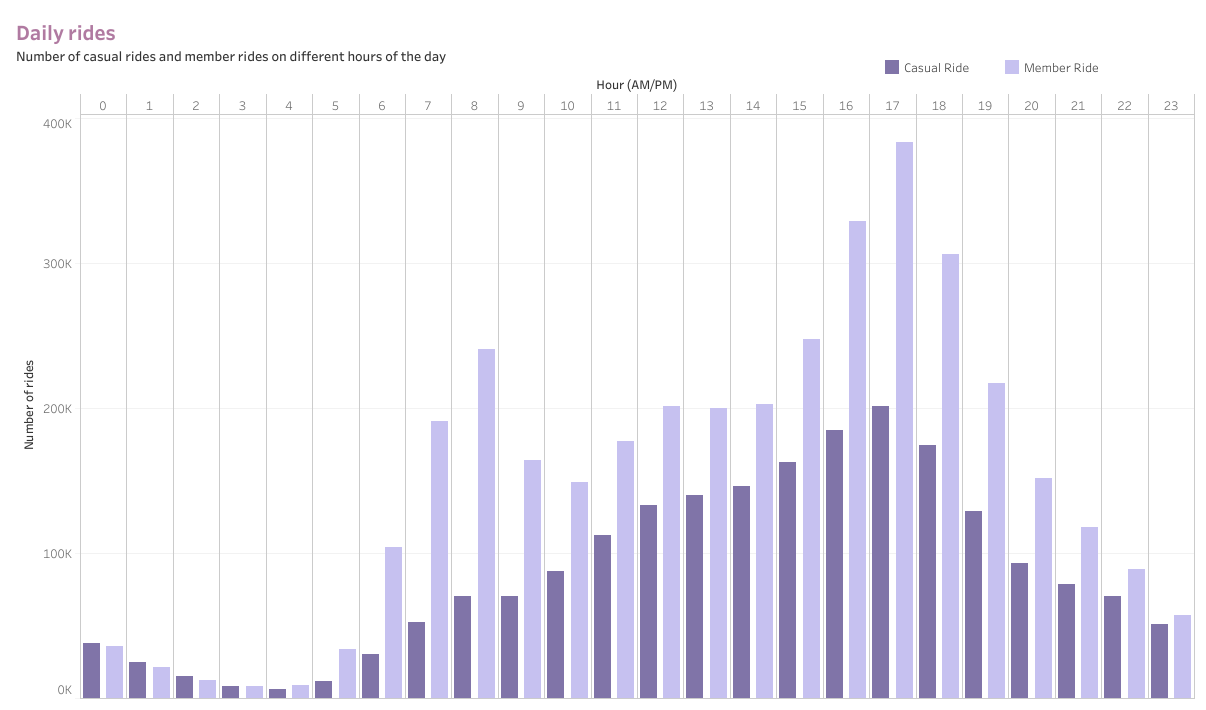 Daily rides
Number of casual rides and member rides on different hours of the day
Casual Ride Member Ride
Hour (AM/PM)
0 1 2 3 4 5 6 7 8 9 10 11 12 13 14 15 16 17 18 19 20 21 22 23
400K
300K
200K
100K
0K
Number of rides